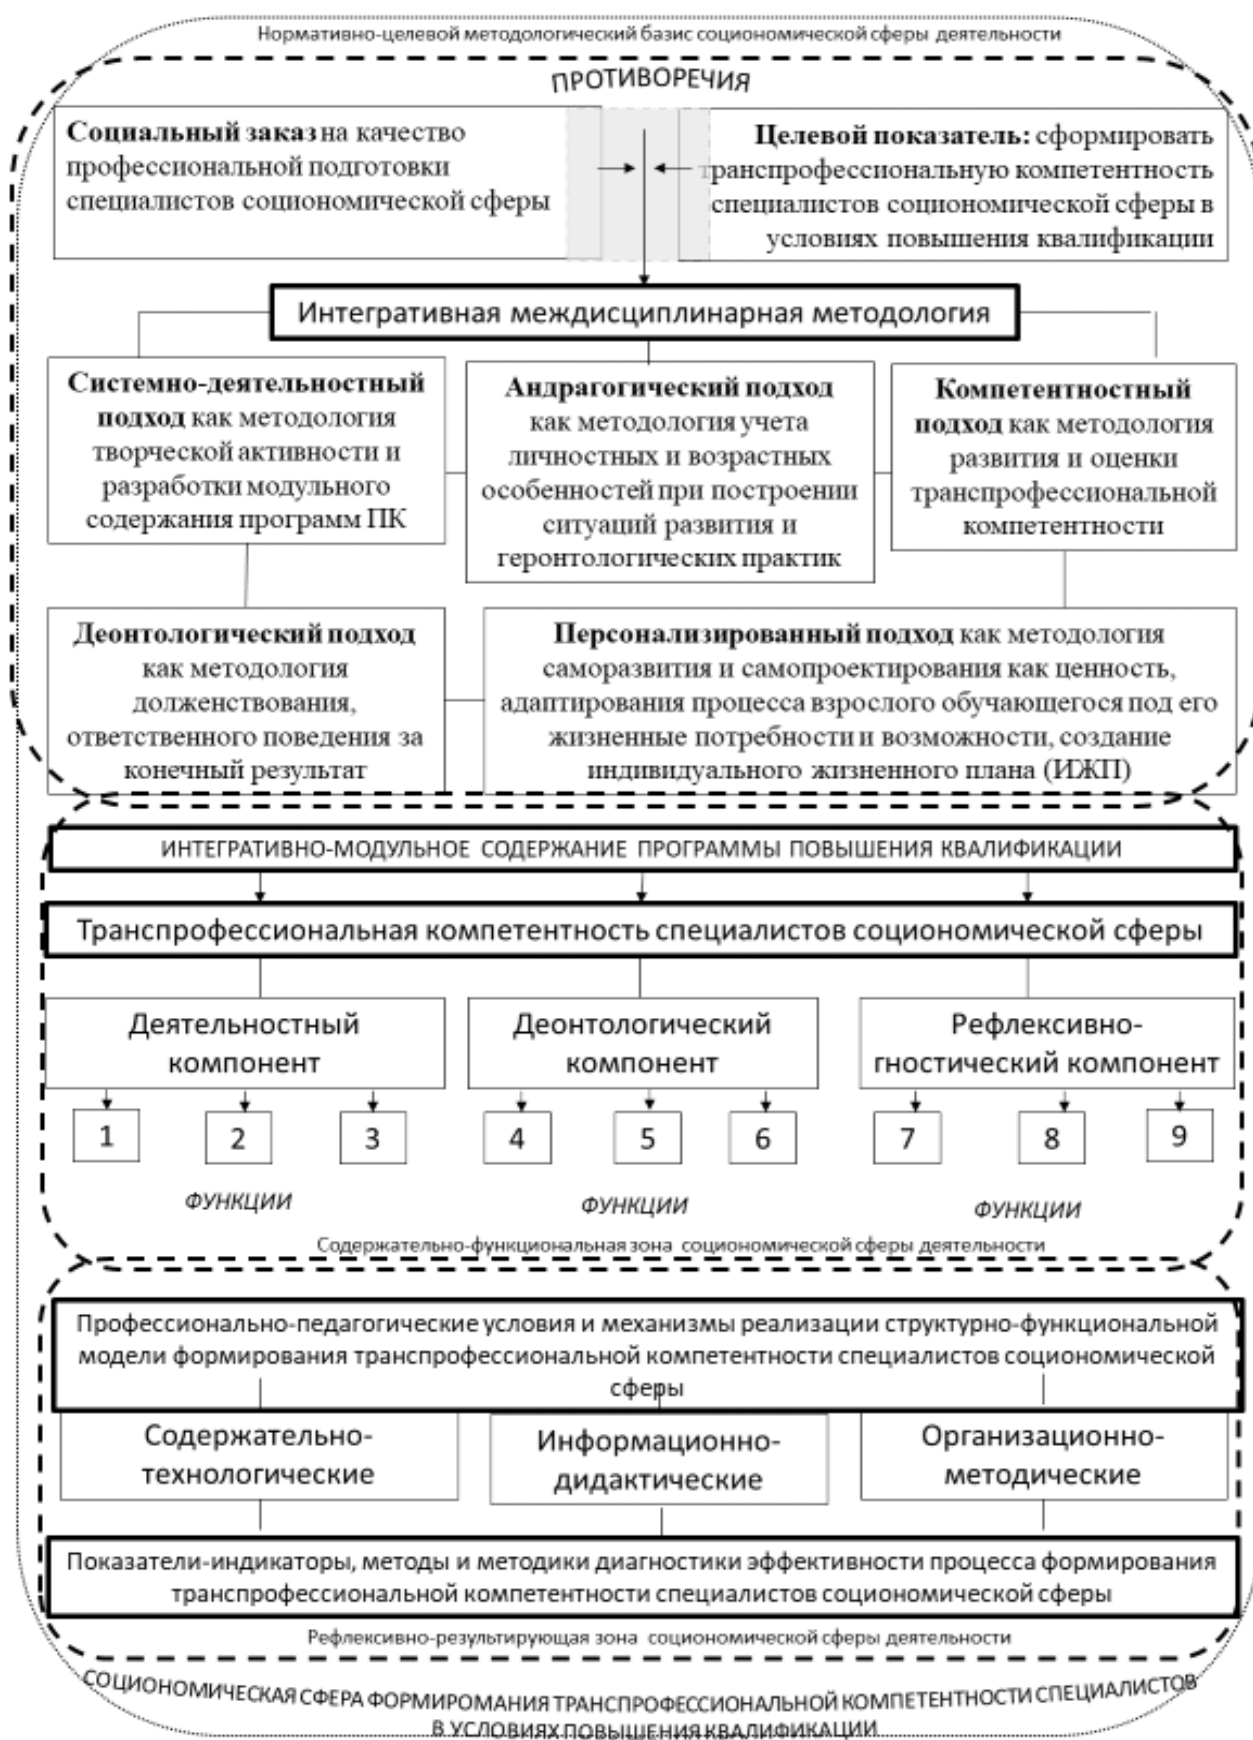 Нормативно-целевой методологический базис социономической сферы деятельности
ПРОТИВОРЕЧИЯ
Социальный заказ на качество
профессиональной подготовки
специалистов социономической сферы
Целевой показатель: сформировать
транспрофессиональную компетентность
специалистов социономической сферы в
условиях повышения квалификации
Интегративная междисциплинарная методология
Системно-деятельностный
подход как методология
творческой активности и
разработки модульного
содержания программ ПК
Андрагогический подход
как методология учета
личностных и возрастных
особенностей при построении
ситуаций развития и
геронтологических практик
Компетентностный
подход как методология
развития и оценки
транспрофессиональной
компетентности
Деонтологический подход
как методология
долженствования,
ответственного поведения за
конечный результат
Персонализированный подход как методология
саморазвития и самопроектирования как ценность,
адаптирования процесса взрослого обучающегося под его
жизненные потребности и возможности, создание
индивидуального жизненного плана (ИЖП)
ИНТЕГРАТИВНО-МОДУЛЬНОЕ СОДЕРЖАНИЕ ПРОГРАММЫ ПОВЫШЕНИЯ КВАЛИФИКАЦИИ
Транспрофессиональная компетентность специалистов социономической сферы
Деятельностный
компонент
Деонтологический
компонент
Рефлексивно-
гностический компонент
1 2 3 4 5 6 7 8 9
ФУНКЦИИ ФУНКЦИИ ФУНКЦИИ
Содержательно-функциональная зона социономической сферы деятельности
Профессионально-педагогические условия и механизмы реализации структурно-функциональной
модели формирования транспрофессиональной компетентности специалистов социономической
сферы
Содержательно-
технологические
Информационно-
дидактические
Организационно-
методические
Показатели-индикаторы, методы и методики диагностики эффективности процесса формирования
транспрофессиональной компетентности специалистов социономической сферы
Рефлексивно-результирующая зона социономической сферы деятельности
СОЦИОНОМИЧЕСКАЯ СФЕРА ФОРМИРОМАНИЯ ТРАНСПРОФЕССИОНАЛЬНОЙ КОМПЕТЕНТНОСТИ СПЕЦИАЛИСТОВ
В УСЛОВИЯХ ПОВЫШЕНИЯ КВАЛИФИКАЦИИ